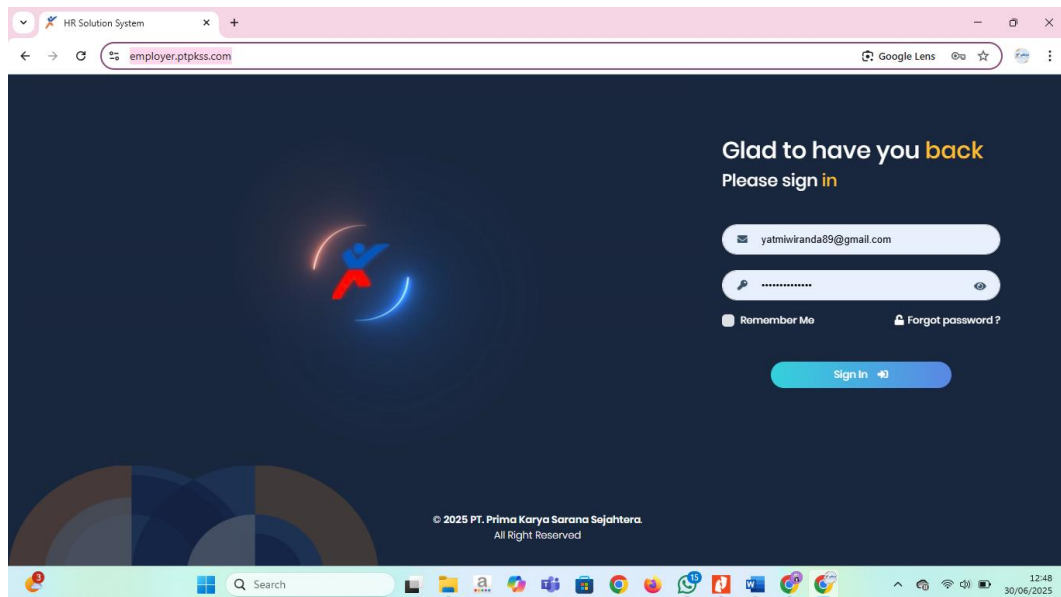 HR Solution System
employer.ptpkss.com
Google Lens
Glad to have you back
Please sign in
yatmiwiranda89@gmail.com
Remember Me
Forgot password ?
Sign In
© 2025 PT. Prima Karya Sarana Sejahtera.
All Right Reserved
3
Search
15
12:48
30/06/2025